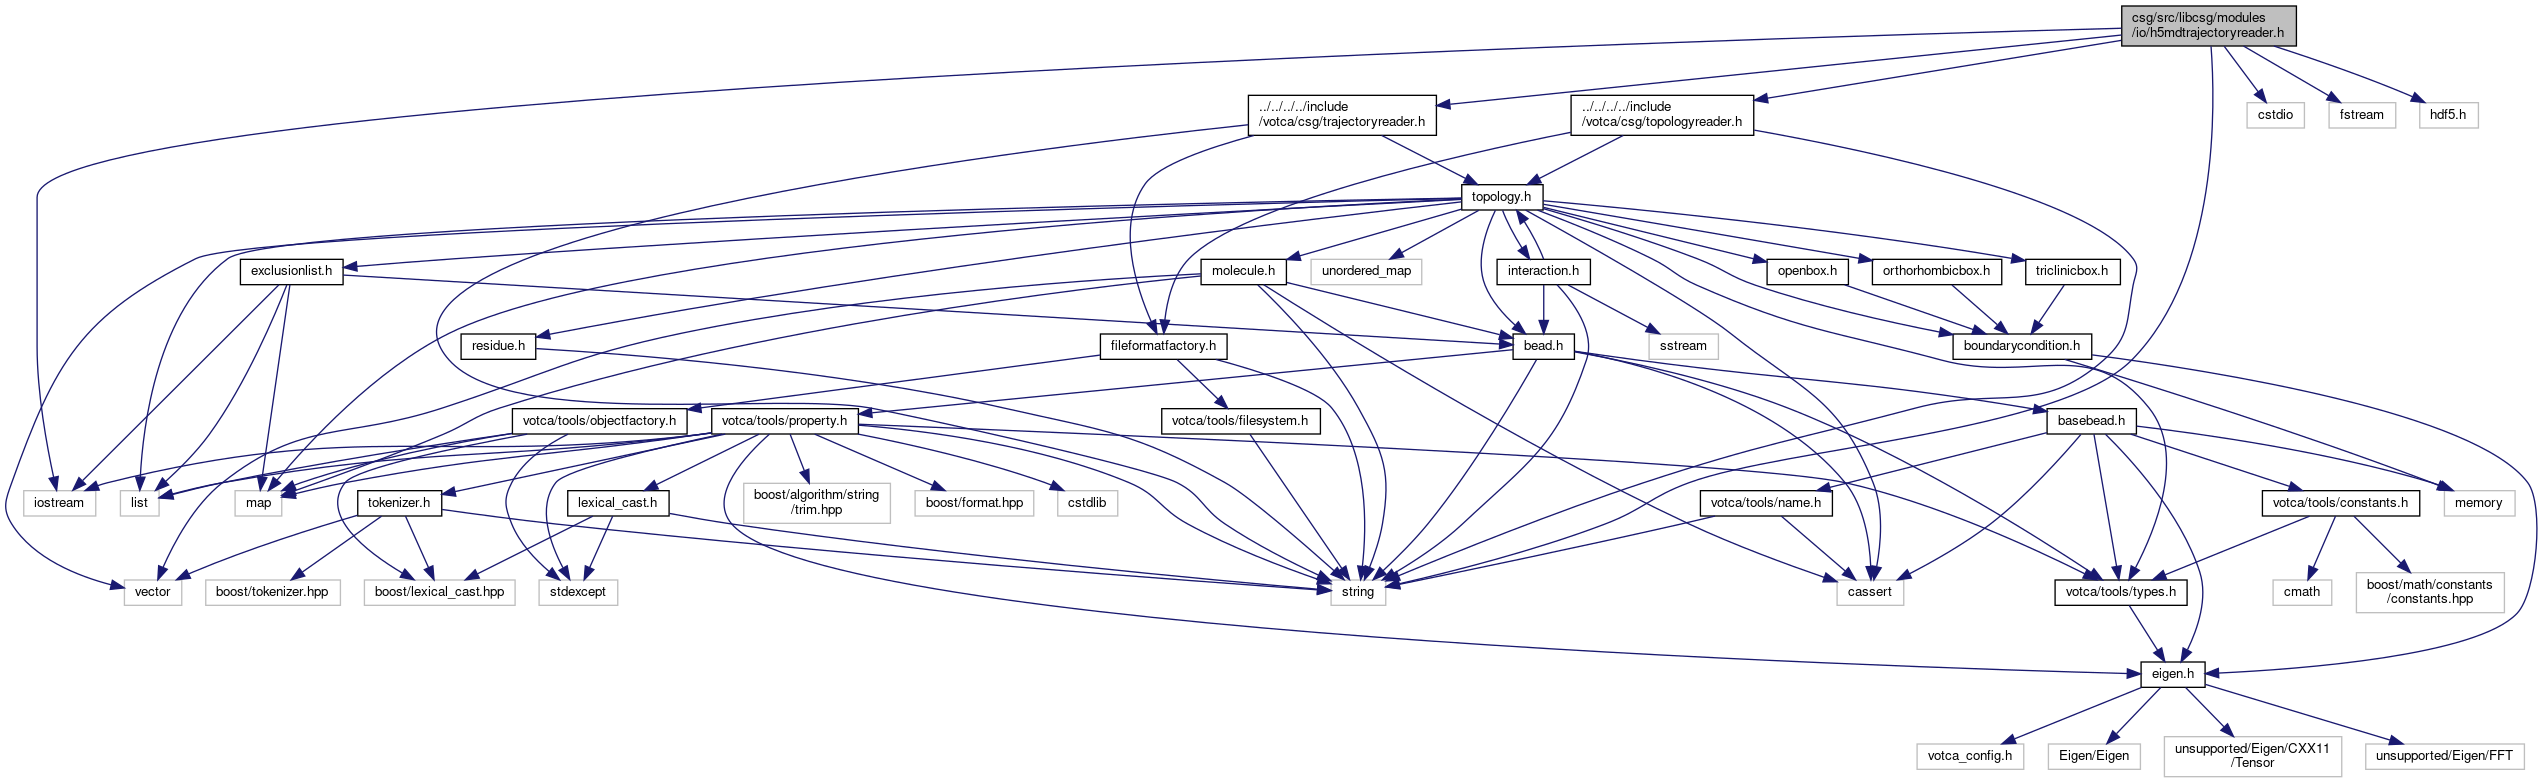 csg/src/libcsg/modules
/io/h5mdtrajectoryreader.h
../../../../include
/votca/csg/trajectoryreader.h
../../../../include
/votca/csg/topologyreader.h
cstdio
fstream
hdf5.h
topology.h
exclusionlist.h
molecule.h
unordered_map
interaction.h
openbox.h
orthorhombicbox.h
triclinicbox.h
residue.h
fileformatfactory.h
bead.h
sstream
boundarycondition.h
votca/tools/objectfactory.h
votca/tools/property.h
votca/tools/filesystem.h
basebead.h
iostream
list
map
tokenizer.h
lexical_cast.h
boost/algorithm/string
/trim.hpp
boost/format.hpp
cstdlib
votca/tools/name.h
votca/tools/constants.h
memory
vector
boost/tokenizer.hpp
boost/lexical_cast.hpp
stdexcept
string
cassert
votca/tools/types.h
cmath
boost/math/constants
/constants.hpp
eigen.h
votca_config.h
Eigen/Eigen
unsupported/Eigen/CXX11
/Tensor
unsupported/Eigen/FFT